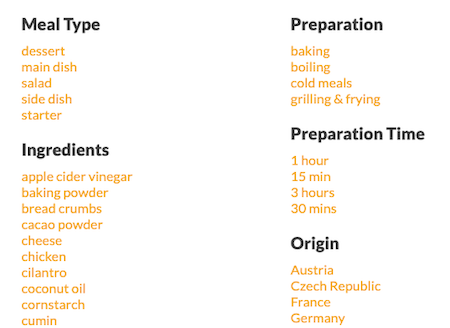 Meal Type
dessert
main dish
salad
side dish
starter
Ingredients
apple cider vinegar
baking powder
bread crumbs
cacao powder
cheese
chicken
cilantro
coconut oil
cornstarch
cumin
Preparation
baking
boiling
cold meals
grilling & frying
Preparation Time
1 hour
15 min
3 hours
30 mins
Origin
Austria
Czech Republic
France
Germany